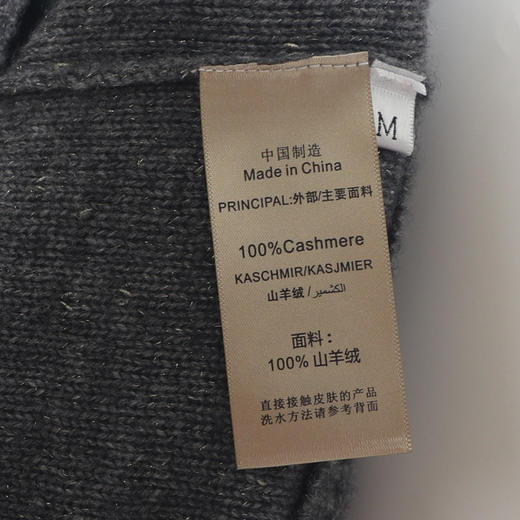 中国制造
Made in China
PRINCIPAL:外部/主要面料
100%Cashmere
KASCHMIR/KASJMIER
山羊绒/الكشمير
面料：
100% 山羊绒
直接接触皮肤的产品
洗水方法请参考背面
M